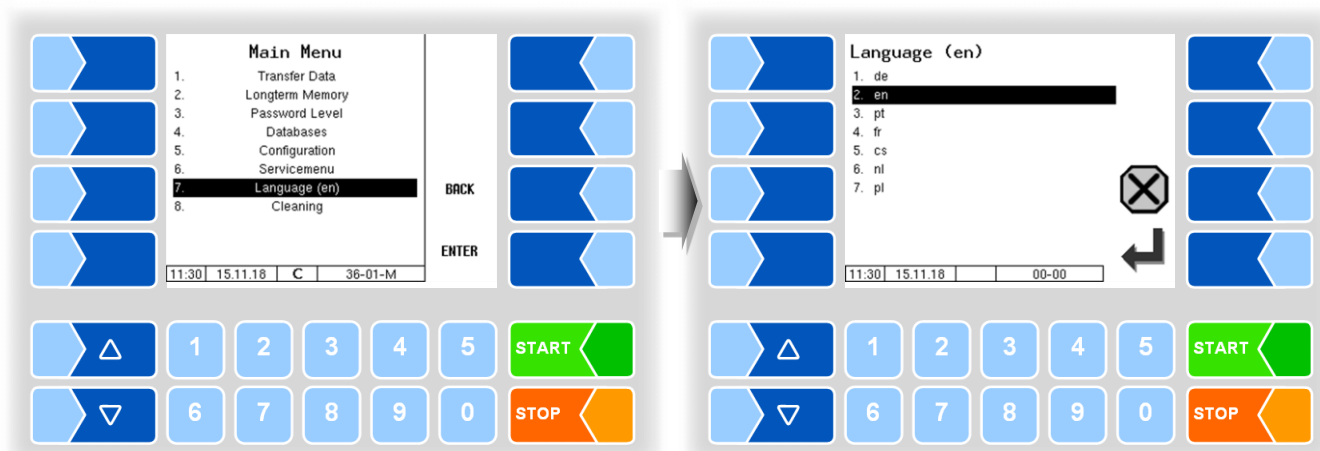 Main Menu
1. Transfer Data
2. Longterm Memory
3. Password Level
4. Databases
5. Configuration
6. Servicemenu
7. Language (en)
8. Cleaning
BACK
ENTER
11:30 15.11.18 C 36-01-M
1 2 3 4 5 START
6 7 8 9 0 STOP
Language (en)
1. de
2. en
3. pt
4. fr
5. cs
6. nl
7. pl
11:30 15.11.18 00-00
1 2 3 4 5 START
6 7 8 9 0 STOP